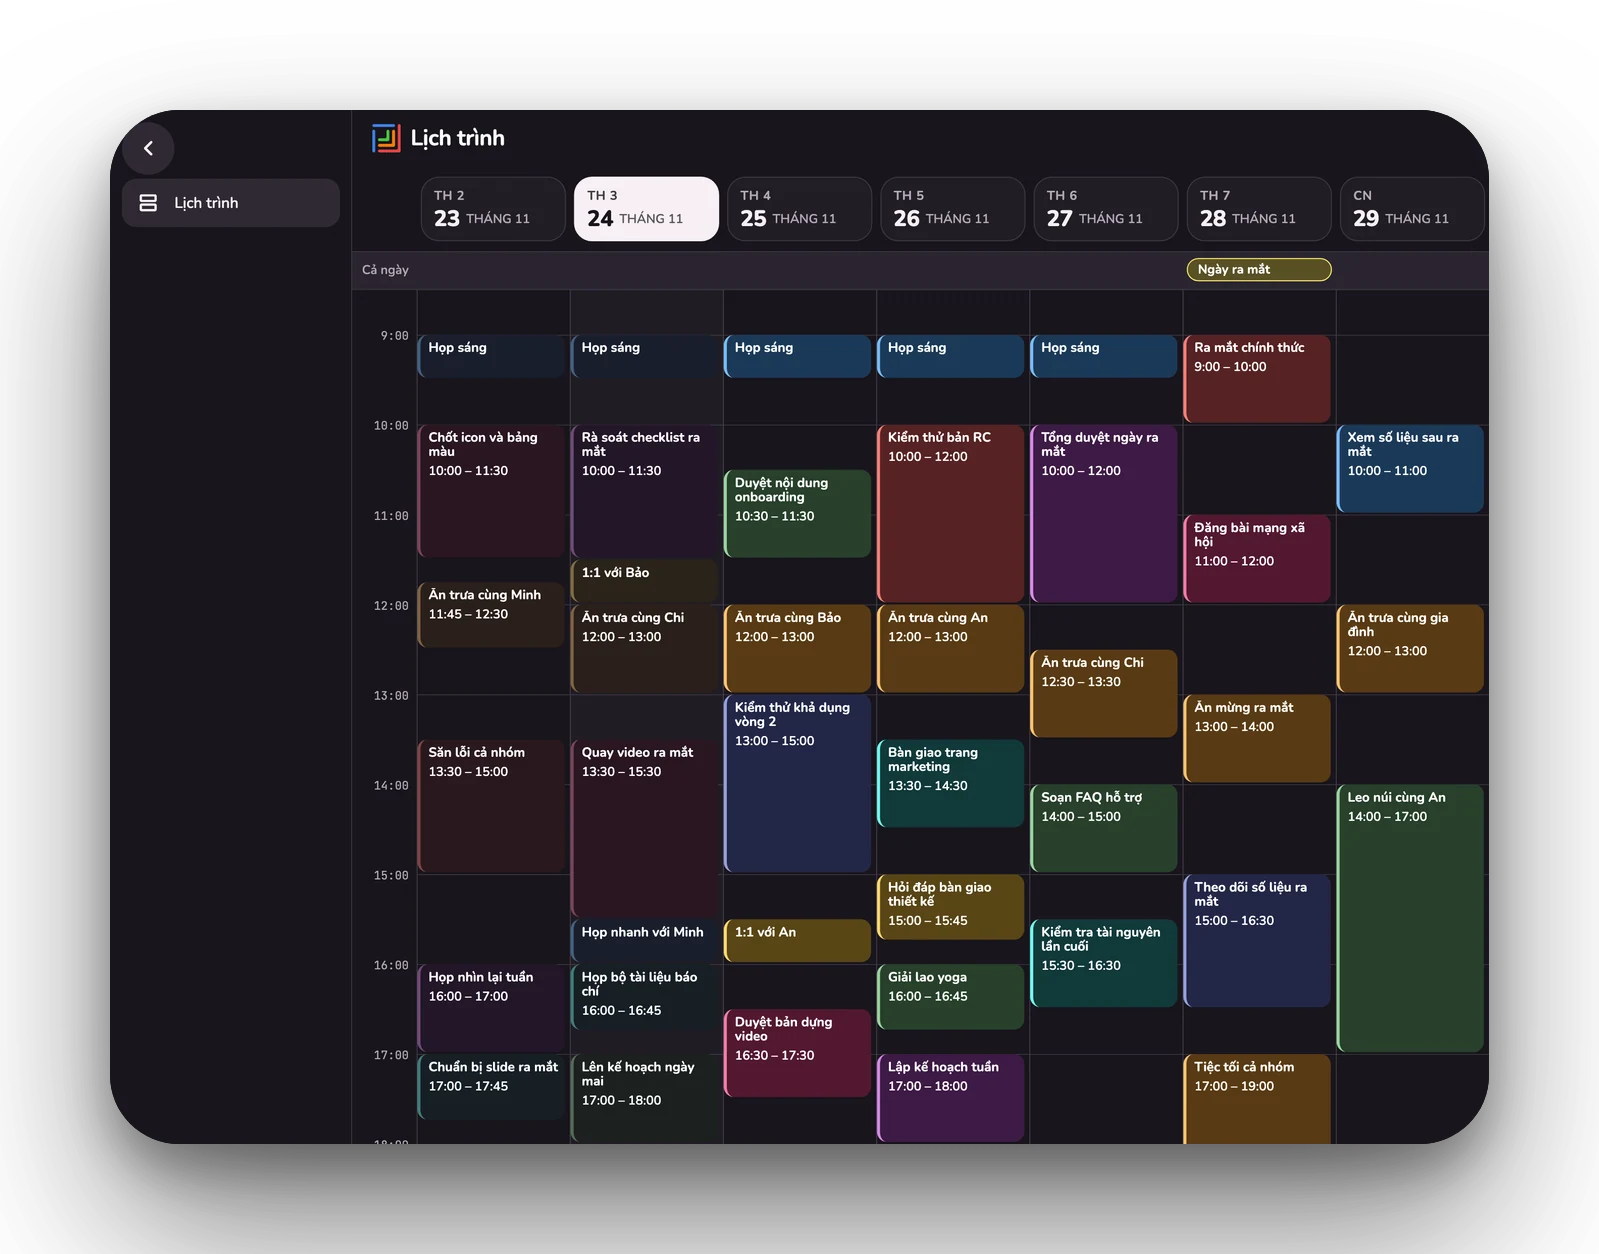 Lịch trình
Lịch trình
TH 2
23 THÁNG 11
TH 3
24 THÁNG 11
TH 4
25 THÁNG 11
TH 5
26 THÁNG 11
TH 6
27 THÁNG 11
TH 7
28 THÁNG 11
CN
29 THÁNG 11
Cả ngày
Ngày ra mắt
9:00
10:00
11:00
12:00
13:00
14:00
15:00
16:00
17:00
18:00
Họp sáng
Chốt icon và bảng
màu
10:00 – 11:30
Ăn trưa cùng Minh
11:45 – 12:30
Săn lỗi cả nhóm
13:30 – 15:00
Họp nhìn lại tuần
16:00 – 17:00
Chuẩn bị slide ra mắt
17:00 – 17:45
Họp sáng
Rà soát checklist ra
mắt
10:00 – 11:30
1:1 với Bảo
Ăn trưa cùng Chi
12:00 – 13:00
Quay video ra mắt
13:30 – 15:30
Họp nhanh với Minh
Họp bộ tài liệu báo
chí
16:00 – 16:45
Lên kế hoạch ngày
mai
17:00 – 18:00
Họp sáng
Duyệt nội dung
onboarding
10:30 – 11:30
Ăn trưa cùng Bảo
12:00 – 13:00
Kiểm thử khả dụng
vòng 2
13:00 – 15:00
1:1 với An
Duyệt bản dựng
video
16:30 – 17:30
Họp sáng
Kiểm thử bản RC
10:00 – 12:00
Ăn trưa cùng An
12:00 – 13:00
Bàn giao trang
marketing
13:30 – 14:30
Hỏi đáp bàn giao
thiết kế
15:00 – 15:45
Giải lao yoga
16:00 – 16:45
Lập kế hoạch tuần
17:00 – 18:00
Họp sáng
Tổng duyệt ngày ra
mắt
10:00 – 12:00
Ăn trưa cùng Chi
12:30 – 13:30
Soạn FAQ hỗ trợ
14:00 – 15:00
Kiểm tra tài nguyên
lần cuối
15:30 – 16:30
Ra mắt chính thức
9:00 – 10:00
Đăng bài mạng xã
hội
11:00 – 12:00
Ăn mừng ra mắt
13:00 – 14:00
Theo dõi số liệu ra
mắt
15:00 – 16:30
Tiệc tối cả nhóm
17:00 – 19:00
Xem số liệu sau ra
mắt
10:00 – 11:00
Ăn trưa cùng gia
đình
12:00 – 13:00
Leo núi cùng An
14:00 – 17:00